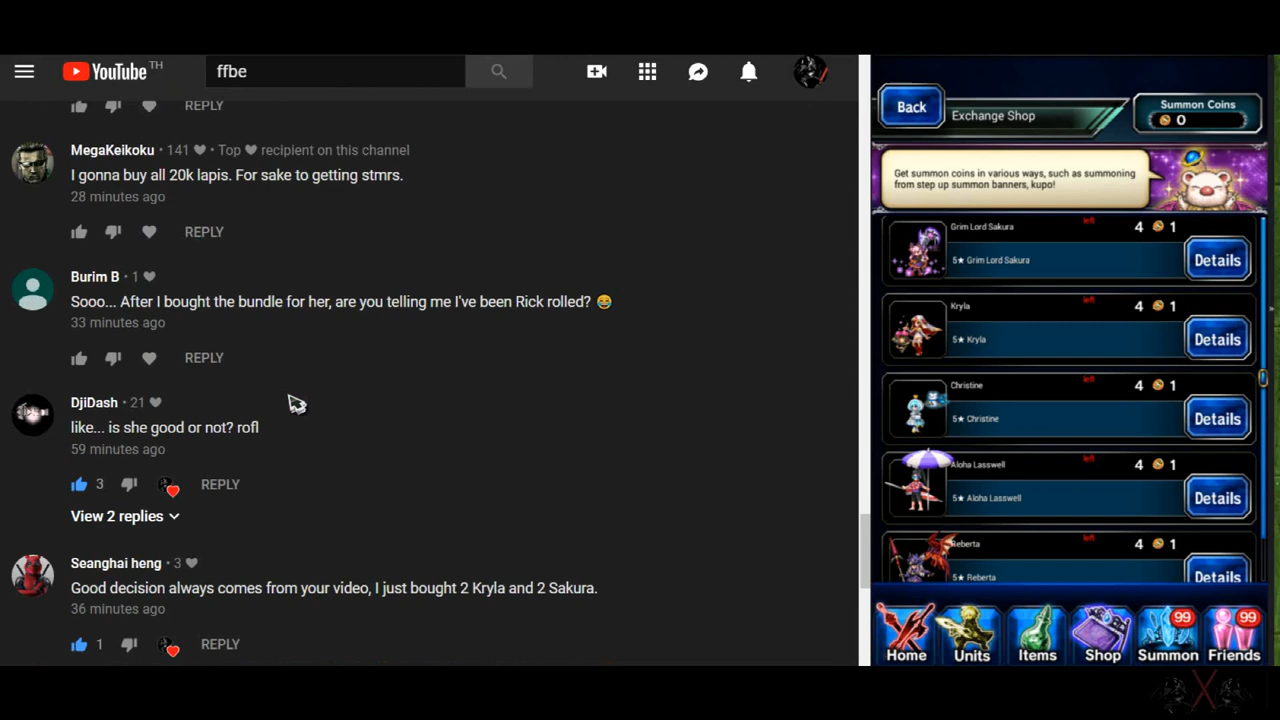 YouTube TH
ffbe
REPLY
MegaKeikoku • 141 • Top recipient on this channel
I gonna buy all 20k lapis. For sake to getting stmrs.
28 minutes ago
REPLY
Burim B • 1
Sooo... After I bought the bundle for her, are you telling me I've been Rick rolled? 😂
33 minutes ago
REPLY
DjiDash • 21
like... is she good or not? rofl
59 minutes ago
3 REPLY
View 2 replies
Seanghai heng • 3
Good decision always comes from your video, I just bought 2 Kryla and 2 Sakura.
36 minutes ago
1 REPLY
Back
Exchange Shop
Summon Coins
0
Get summon coins in various ways, such as summoning
from step up summon banners, kupo!
Grim Lord Sakura left 4 1
5★ Grim Lord Sakura Details
Kryla left 4 1
5★ Kryla Details
Christine left 4 1
5★ Christine Details
Aloha Lasswell left 4 1
5★ Aloha Lasswell Details
Reberta left 4 1
5★ Reberta Details
99 99
Home Units Items Shop Summon Friends